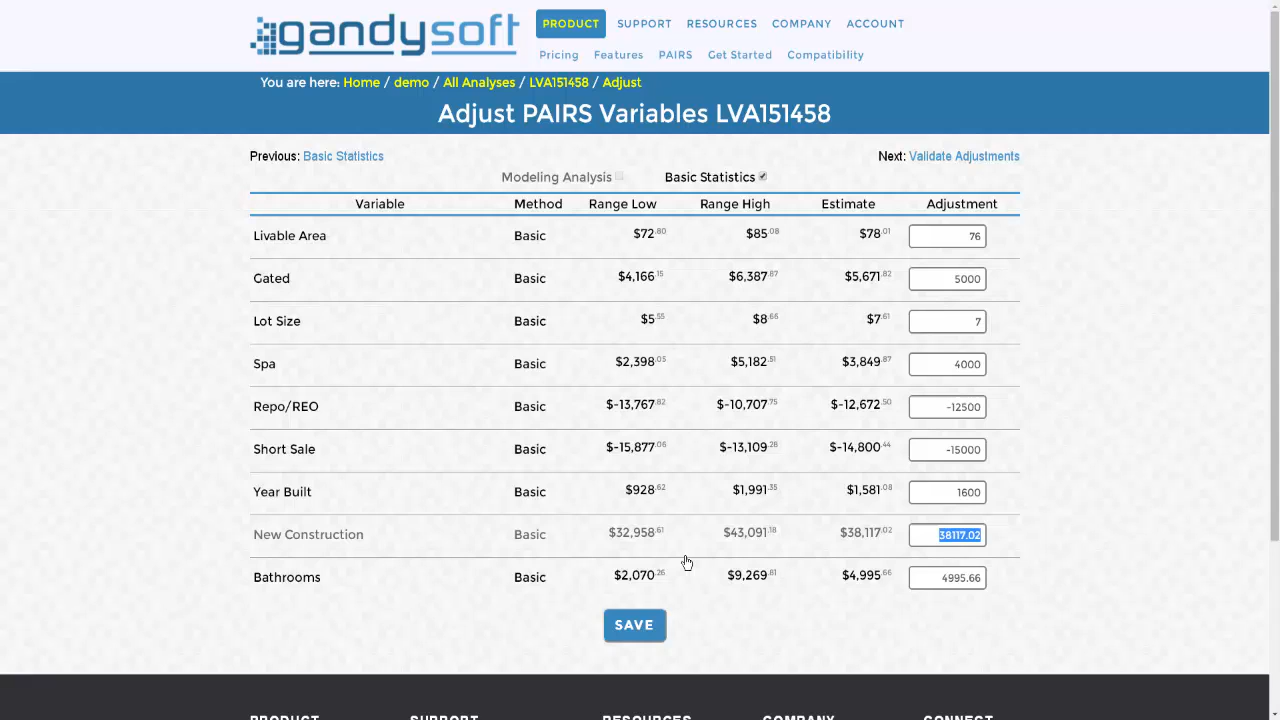 gandysoft
PRODUCT SUPPORT RESOURCES COMPANY ACCOUNT
Pricing Features PAIRS Get Started Compatibility
You are here: Home / demo / All Analyses / LVA151458 / Adjust
Adjust PAIRS Variables LVA151458
Previous: Basic Statistics Next: Validate Adjustments
Modeling Analysis Basic Statistics
Variable Method Range Low Range High Estimate Adjustment
Livable Area Basic $72.80 $85.08 $78.01 76
Gated Basic $4,166.15 $6,387.87 $5,671.82 5000
Lot Size Basic $5.55 $8.66 $7.61 7
Spa Basic $2,398.05 $5,182.51 $3,849.87 4000
Repo/REO Basic $-13,767.82 $-10,707.75 $-12,672.50 -12500
Short Sale Basic $-15,877.06 $-13,109.28 $-14,800.44 -15000
Year Built Basic $928.62 $1,991.35 $1,581.08 1600
New Construction Basic $32,958.61 $43,091.18 $38,117.02 38117.02
Bathrooms Basic $2,070.26 $9,269.81 $4,995.66 4995.66
SAVE
PRODUCT SUPPORT RESOURCES COMPANY CONNECT